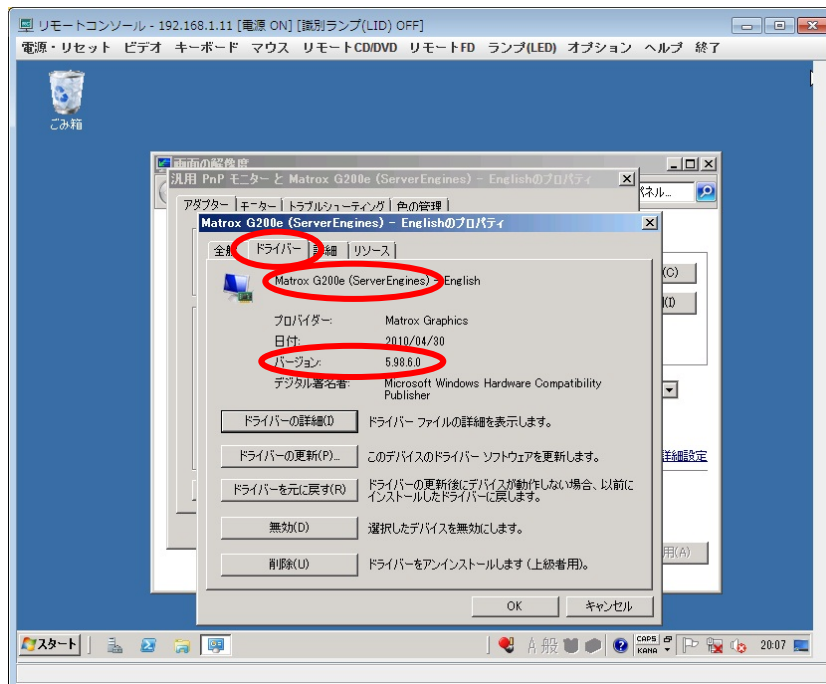 リモートコンソール - 192.168.1.11 [電源 ON] [識別ランプ(LID) OFF]
電源・リセット ビデオ キーボード マウス リモートCD/DVD リモートFD ランプ(LED) オプション ヘルプ 終了
ごみ箱
画面の解像度
汎用 PnP モニターと Matrox G200e (ServerEngines) - Englishのプロパティ
パネル...
アダプター モニター トラブルシューティング 色の管理
Matrox G200e (ServerEngines) - Englishのプロパティ
全般 ドライバー 詳細 リソース
Matrox G200e (ServerEngines) - English
(C)
(I)
プロバイダー: Matrox Graphics
日付: 2010/04/30
バージョン: 5.98.6.0
デジタル署名者: Microsoft Windows Hardware Compatibility
Publisher
ドライバーの詳細(I) ドライバー ファイルの詳細を表示します。
ドライバーの更新(P)... このデバイスのドライバー ソフトウェアを更新します。
詳細設定
ドライバーを元に戻す(R) ドライバーの更新後にデバイスが動作しない場合、以前に
インストールしたドライバーに戻します。
無効(D) 選択したデバイスを無効にします。
用(A)
削除(U) ドライバーをアンインストールします (上級者用)。
OK キャンセル
スタート A 般 CAPS KANA 20:07